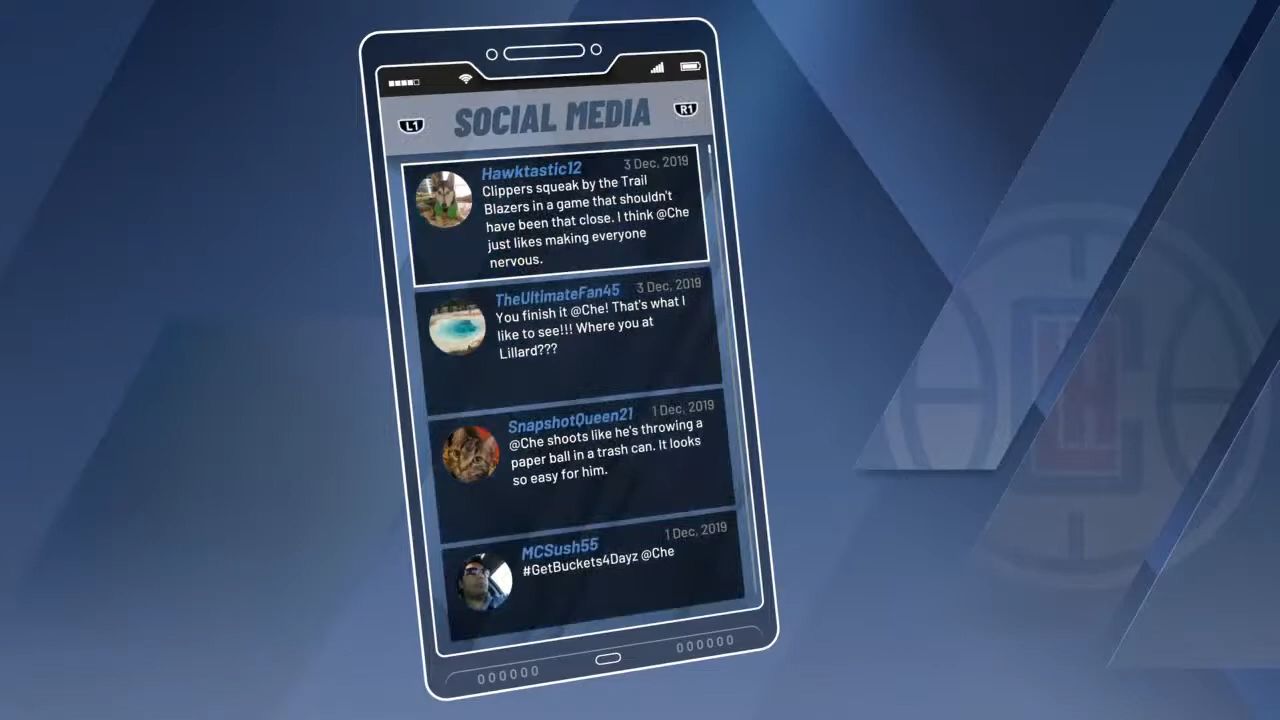 SOCIAL MEDIA
L1
R1
Hawktastic12 3 Dec, 2019
Clippers squeak by the Trail
Blazers in a game that shouldn't
have been that close. I think @Che
just likes making everyone
nervous.
TheUltimateFan45 3 Dec, 2019
You finish it @Che! That's what I
like to see!!! Where you at
Lillard???
SnapshotQueen21 1 Dec, 2019
@Che shoots like he's throwing a
paper ball in a trash can. It looks
so easy for him.
MCSush55 1 Dec, 2019
#GetBuckets4Dayz @Che